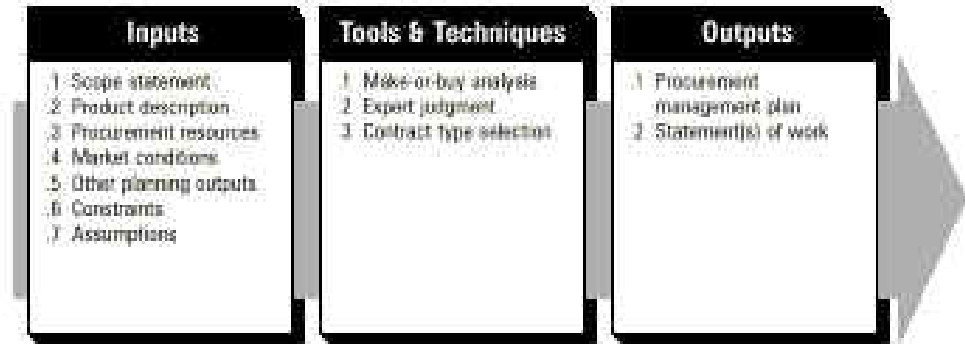 Inputs
.1 Scope statement
.2 Product description
.3 Procurement resources
.4 Market conditions
.5 Other planning outputs
.6 Constraints
.7 Assumptions
Tools & Techniques
.1 Make-or-buy analysis
.2 Expert judgment
.3 Contract type selection
Outputs
.1 Procurement
management plan
.2 Statement(s) of work